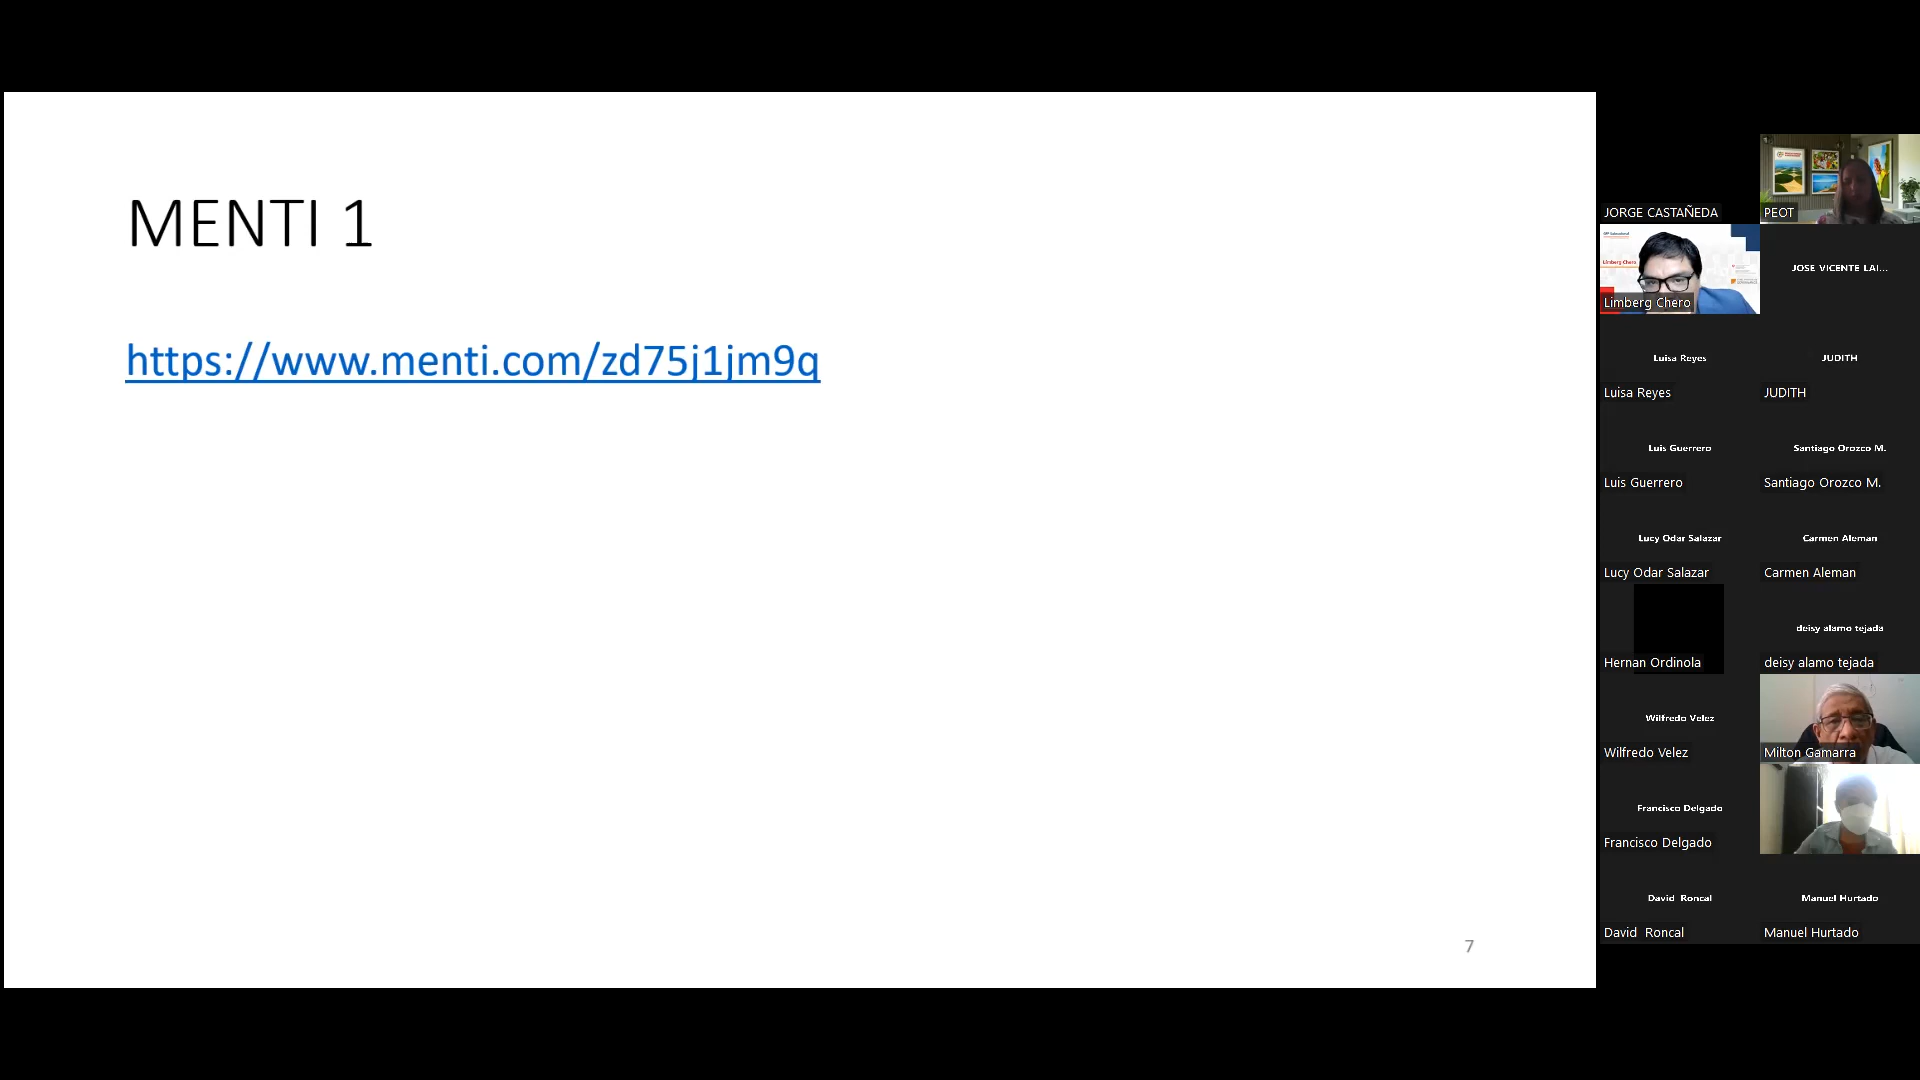 MENTI 1
https://www.menti.com/zd75j1jm9q
7
JORGE CASTAÑEDA
PEOT
Limberg Chero
Limberg Chero
JOSE VICENTE LAI...
Luisa Reyes
Luisa Reyes
JUDITH
JUDITH
Luis Guerrero
Luis Guerrero
Santiago Orozco M.
Santiago Orozco M.
Lucy Odar Salazar
Lucy Odar Salazar
Carmen Aleman
Carmen Aleman
Hernan Ordinola
deisy alamo tejada
deisy alamo tejada
Wilfredo Velez
Wilfredo Velez
Milton Gamarra
Francisco Delgado
Francisco Delgado
David Roncal
David Roncal
Manuel Hurtado
Manuel Hurtado